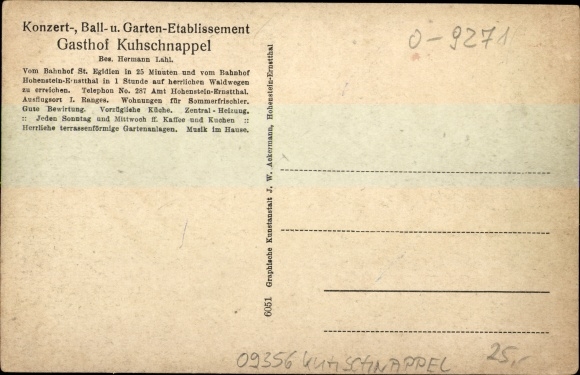 Konzert-, Ball- u. Garten-Etablissement
Gasthof Kuhschnappel
Bes. Hermann Lahl.
Vom Bahnhof St. Egidien in 25 Minuten und vom Bahnhof
Hohenstein-Ernstthal in 1 Stunde auf herrlichen Waldwegen
zu erreichen. Telephon No. 287 Amt Hohenstein-Ernstthal.
Ausflugsort I. Ranges. Wohnungen für Sommerfrischler.
Gute Bewirtung. Vorzügliche Küche. Zentral-Heizung.
:: Jeden Sonntag und Mittwoch ff. Kaffee und Kuchen ::
Herrliche terrassenförmige Gartenanlagen. Musik im Hause.
6051 Graphische Kunstanstalt J. W. Ackermann, Hohenstein-Ernstthal
0-9271
09356 KUHSCHNAPPEL
25,-